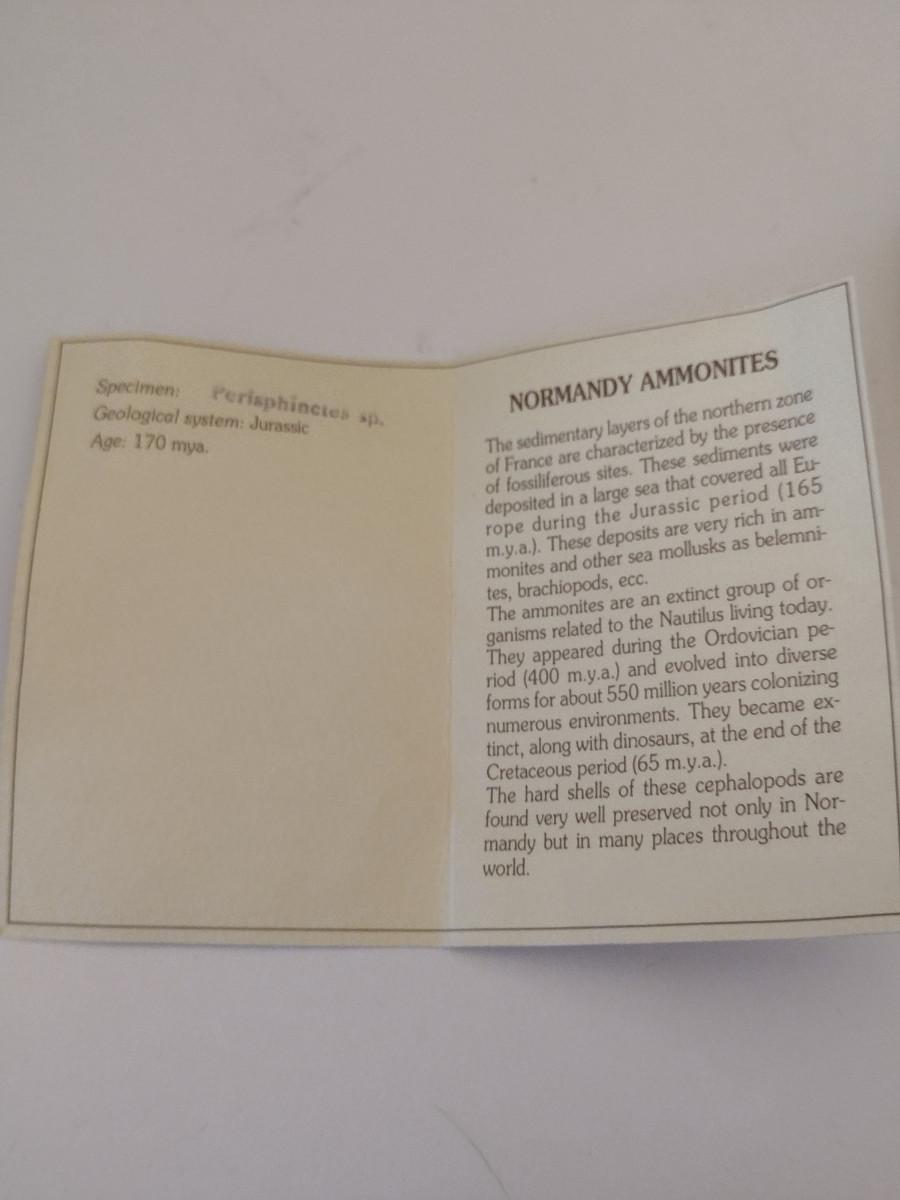 Specimen: Perisphinctes sp.
Geological system: Jurassic
Age: 170 mya.
NORMANDY AMMONITES
The sedimentary layers of the northern zone
of France are characterized by the presence
of fossiliferous sites. These sediments were
deposited in a large sea that covered all Eu-
rope during the Jurassic period (165
m.y.a.). These deposits are very rich in am-
monites and other sea mollusks as belemni-
tes, brachiopods, ecc.
The ammonites are an extinct group of or-
ganisms related to the Nautilus living today.
They appeared during the Ordovician pe-
riod (400 m.y.a.) and evolved into diverse
forms for about 550 million years colonizing
numerous environments. They became ex-
tinct, along with dinosaurs, at the end of the
Cretaceous period (65 m.y.a.).
The hard shells of these cephalopods are
found very well preserved not only in Nor-
mandy but in many places throughout the
world.